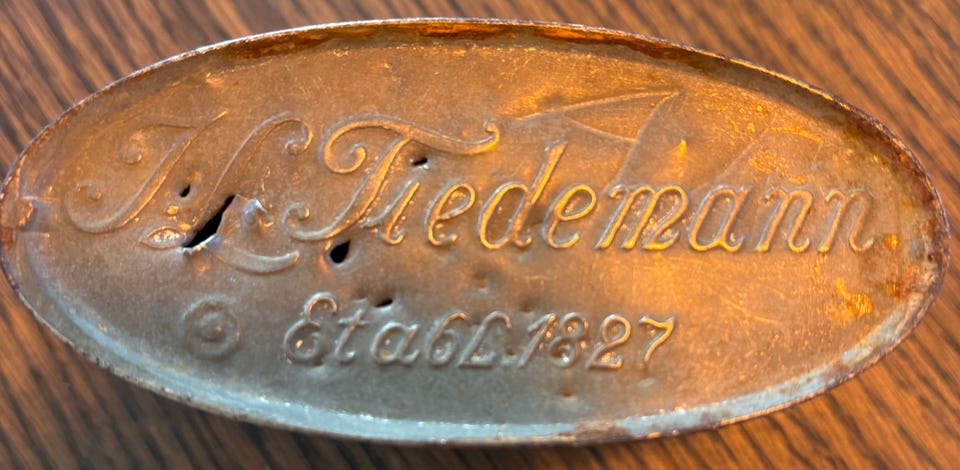 Tiedemann
Etabl. 1827